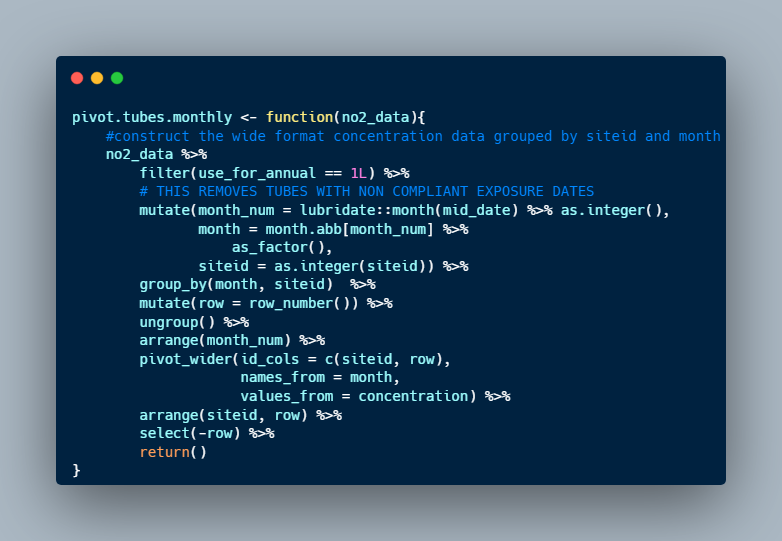 pivot.tubes.monthly <- function(no2_data){
    #construct the wide format concentration data grouped by siteid and month
    no2_data %>%
        filter(use_for_annual == 1L) %>%
        # THIS REMOVES TUBES WITH NON COMPLIANT EXPOSURE DATES
        mutate(month_num = lubridate::month(mid_date) %>% as.integer(),
               month = month.abb[month_num] %>%
                   as_factor(),
               siteid = as.integer(siteid)) %>%
        group_by(month, siteid)  %>%
        mutate(row = row_number()) %>%
        ungroup() %>%
        arrange(month_num) %>%
        pivot_wider(id_cols = c(siteid, row),
                    names_from = month,
                    values_from = concentration) %>%
        arrange(siteid, row) %>%
        select(-row) %>%
        return()
}